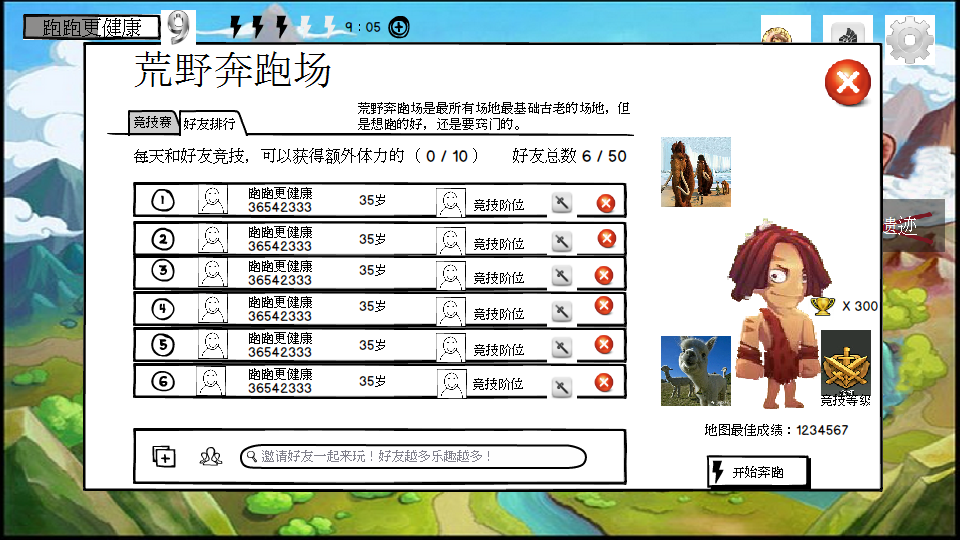 跑跑更健康
9
9 : 05
荒野奔跑场
竞技赛
好友排行
荒野奔跑场是最所有场地最基础古老的场地，但
是想跑的好，还是要窍门的。
每天和好友竞技，可以获得额外体力的（ 0 / 10 ）
好友总数 6 / 50
1 跑跑更健康 35岁 竞技阶位
36542333
2 跑跑更健康 35岁 竞技阶位
36542333
3 跑跑更健康 35岁 竞技阶位
36542333
4 跑跑更健康 35岁 竞技阶位
36542333
5 跑跑更健康 35岁 竞技阶位
36542333
6 跑跑更健康 35岁 竞技阶位
36542333
邀请好友一起来玩！好友越多乐趣越多！
遗迹
X 300
竞技等级
地图最佳成绩：1234567
开始奔跑